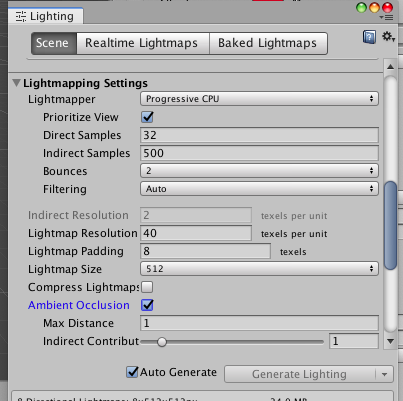 Lighting
Scene Realtime Lightmaps Baked Lightmaps
Lightmapping Settings
Lightmapper Progressive CPU
Prioritize View
Direct Samples 32
Indirect Samples 500
Bounces 2
Filtering Auto
Indirect Resolution 2 texels per unit
Lightmap Resolution 40 texels per unit
Lightmap Padding 8 texels
Lightmap Size 512
Compress Lightmaps
Ambient Occlusion
Max Distance 1
Indirect Contribut 1
Auto Generate Generate Lighting
8 Directional Lightmaps: 8x512x512px 24.0 MB